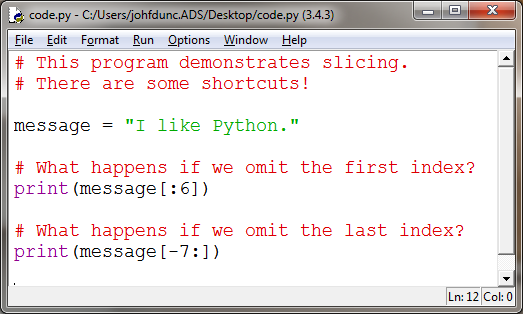 code.py - C:/Users/johfdunc.ADS/Desktop/code.py (3.4.3)
File Edit Format Run Options Window Help
# This program demonstrates slicing.
# There are some shortcuts!
message = "I like Python."
# What happens if we omit the first index?
print(message[:6])
# What happens if we omit the last index?
print(message[-7:])
Ln: 12 Col: 0